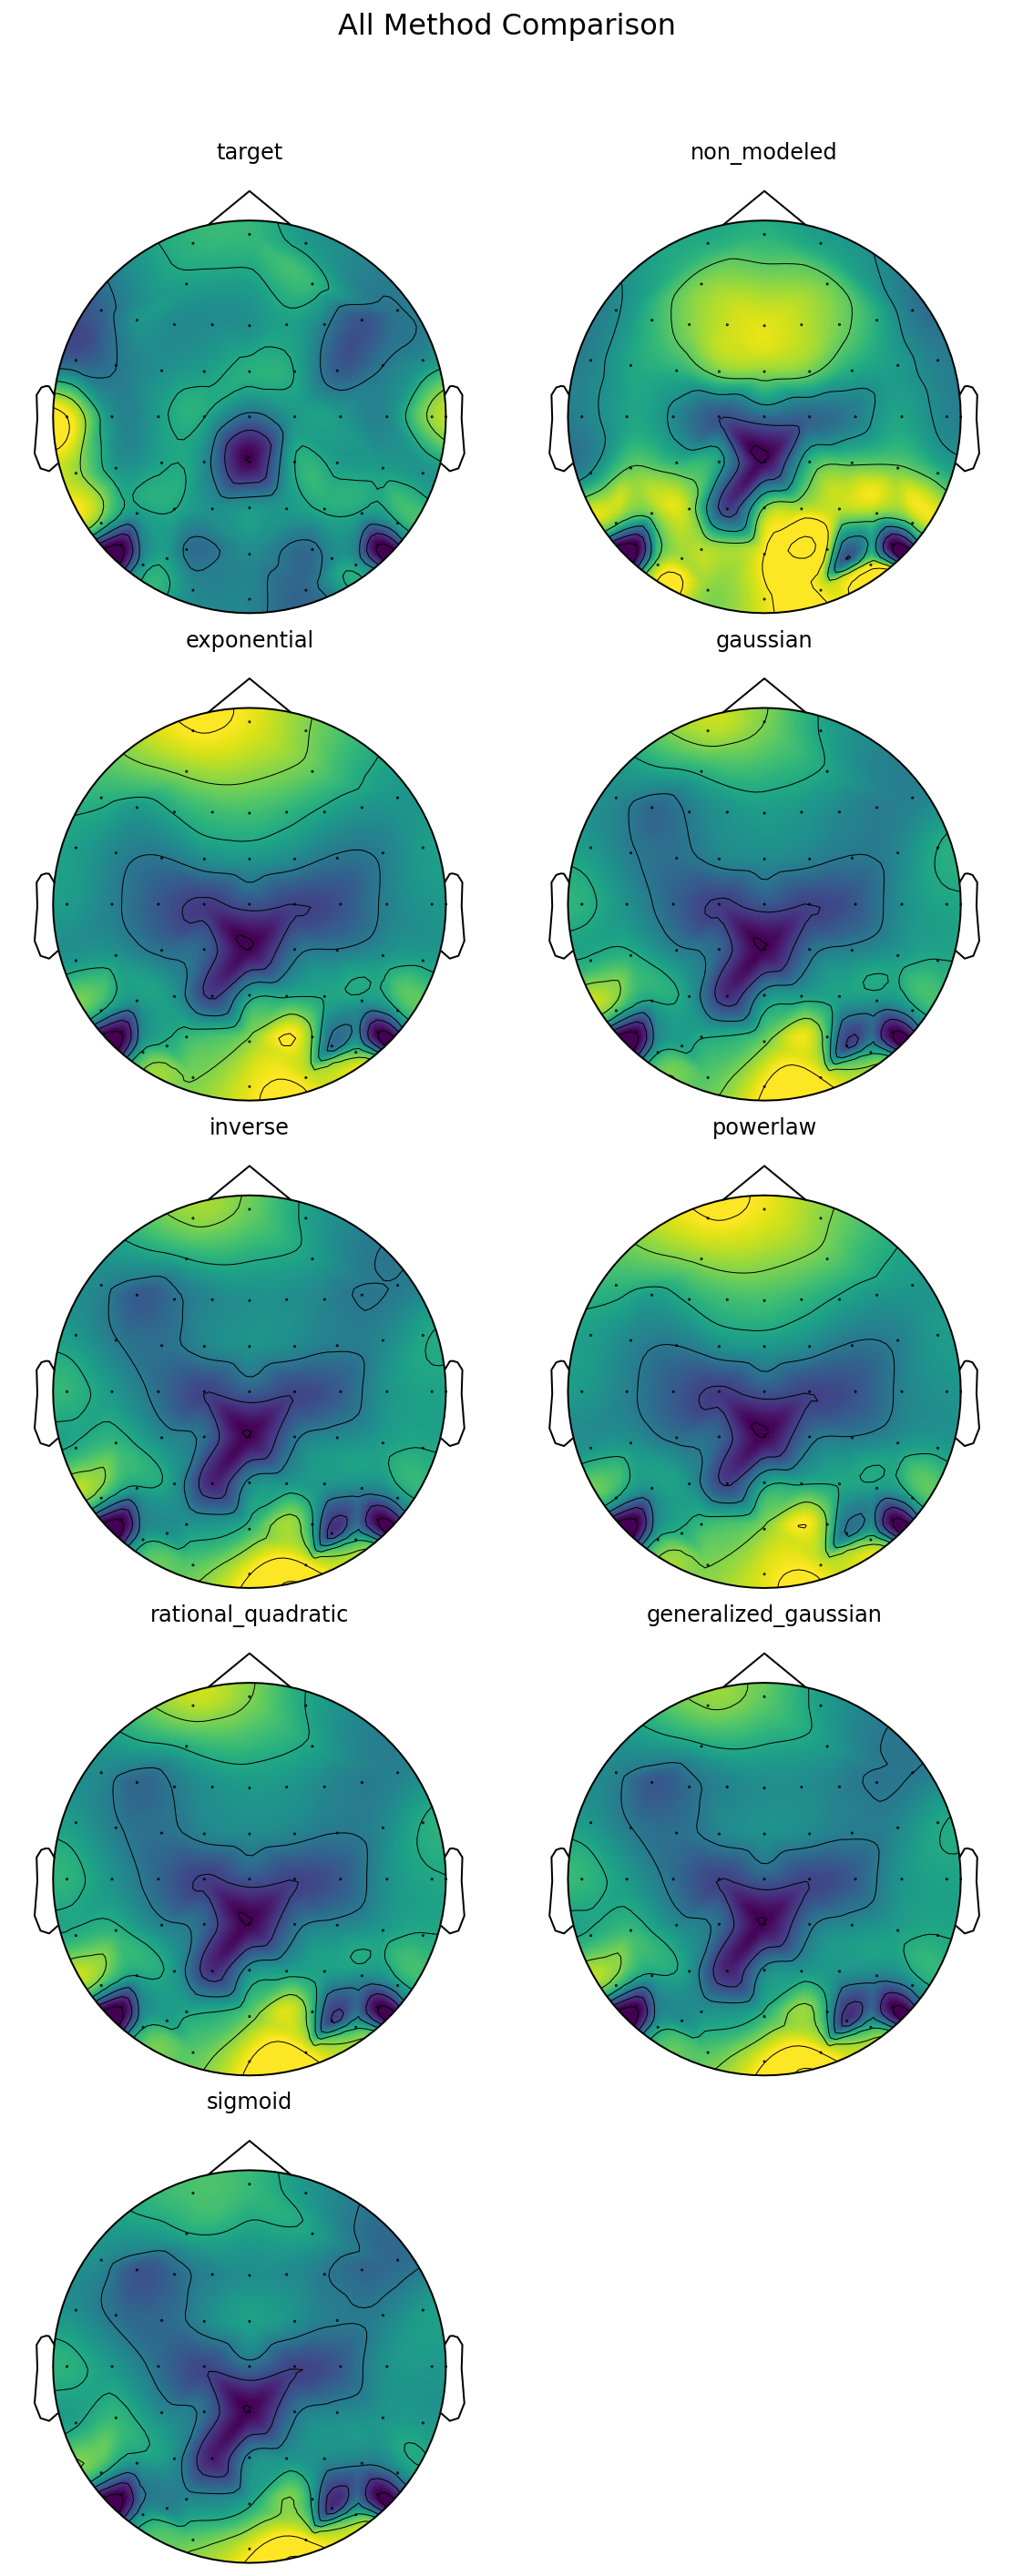 All Method Comparison
target
non_modeled
exponential
gaussian
inverse
powerlaw
rational_quadratic
generalized_gaussian
sigmoid